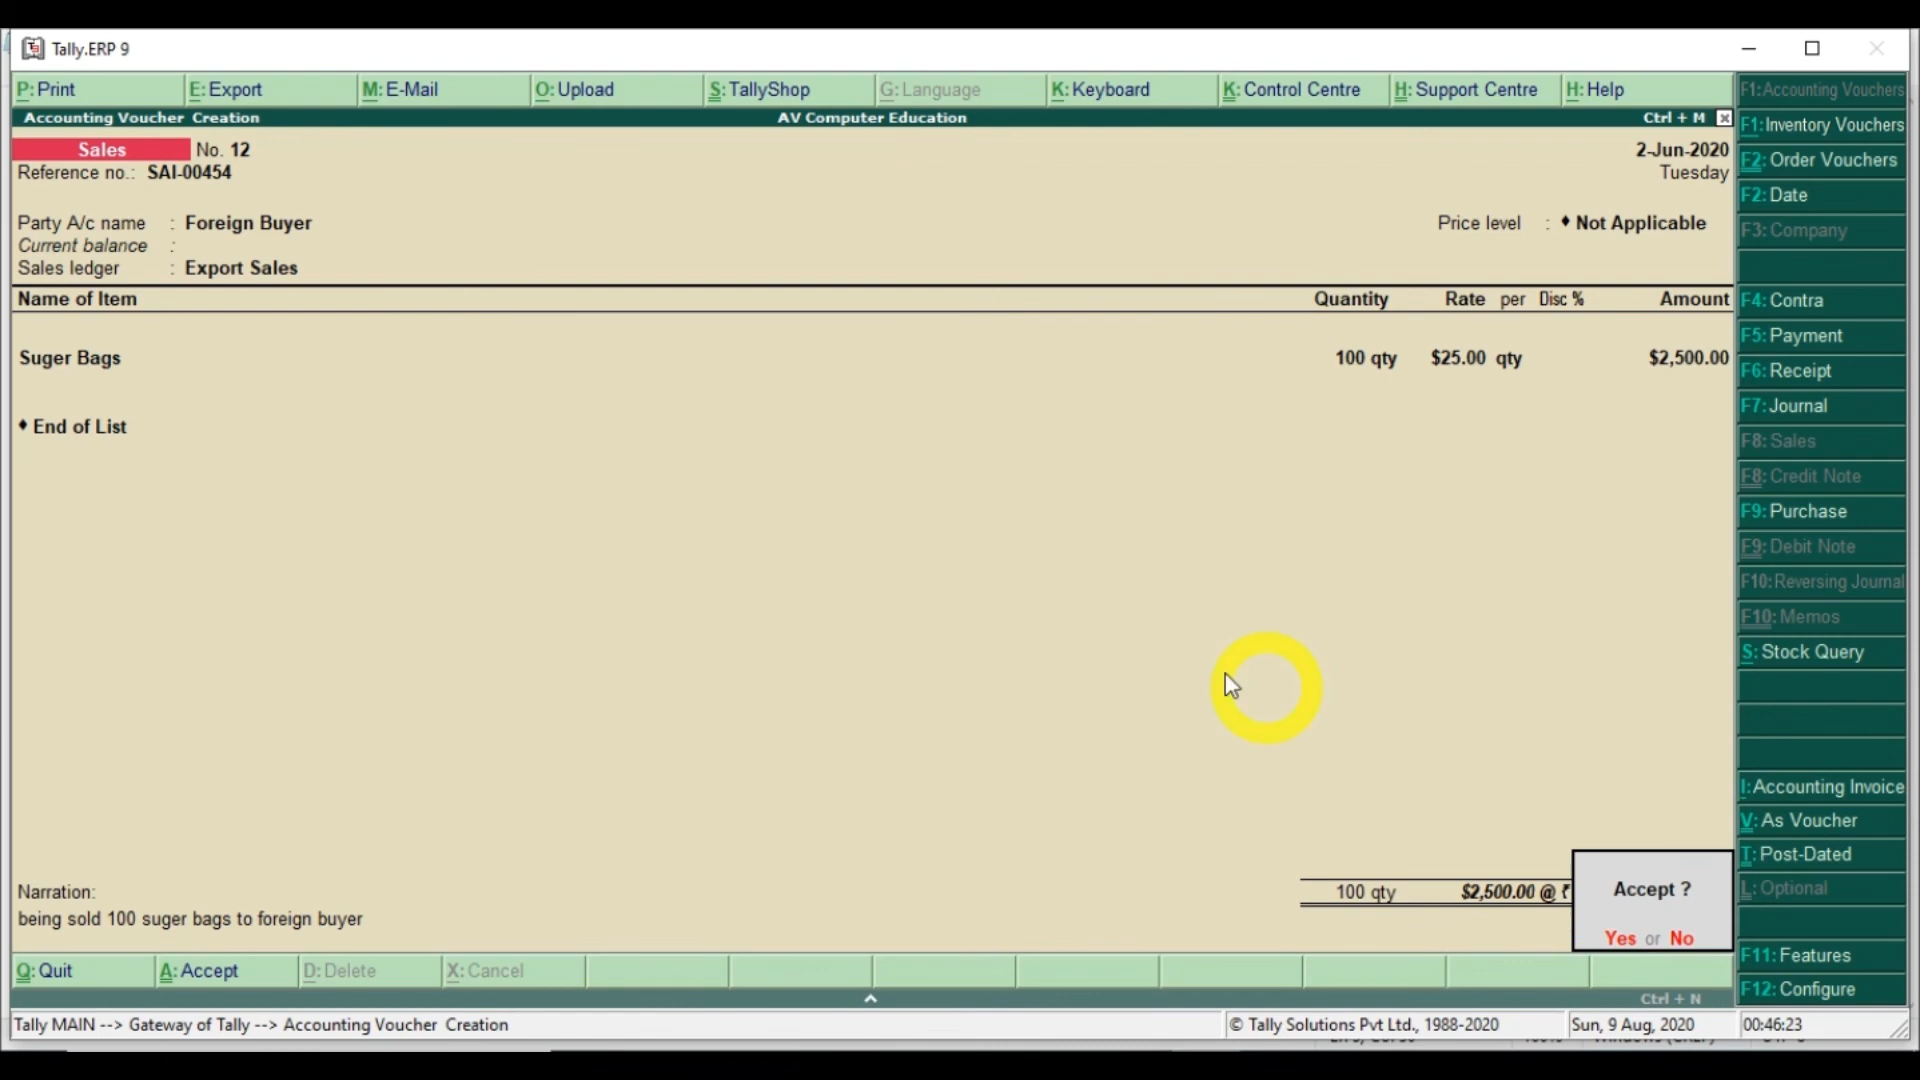 Tally.ERP 9
P: Print E: Export M: E-Mail O: Upload S: TallyShop G: Language K: Keyboard K: Control Centre H: Support Centre H: Help
Accounting Voucher Creation AV Computer Education Ctrl + M
Sales No. 12 2-Jun-2020
Reference no.: SAI-00454 Tuesday
Party A/c name : Foreign Buyer Price level : ♦ Not Applicable
Current balance :
Sales ledger : Export Sales
Name of Item Quantity Rate per Disc % Amount
Suger Bags 100 qty $25.00 qty $2,500.00
♦ End of List
Narration: 100 qty $2,500.00 @ ₹
being sold 100 suger bags to foreign buyer
Accept ?
Yes or No
Q: Quit A: Accept D: Delete X: Cancel
Ctrl + N
Tally MAIN --> Gateway of Tally --> Accounting Voucher Creation © Tally Solutions Pvt Ltd., 1988-2020 Sun, 9 Aug, 2020 00:46:23
F1: Accounting Vouchers
F1: Inventory Vouchers
F2: Order Vouchers
F2: Date
F3: Company
F4: Contra
F5: Payment
F6: Receipt
F7: Journal
F8: Sales
F8: Credit Note
F9: Purchase
F9: Debit Note
F10: Reversing Journal
F10: Memos
S: Stock Query
I: Accounting Invoice
V: As Voucher
T: Post-Dated
L: Optional
F11: Features
F12: Configure